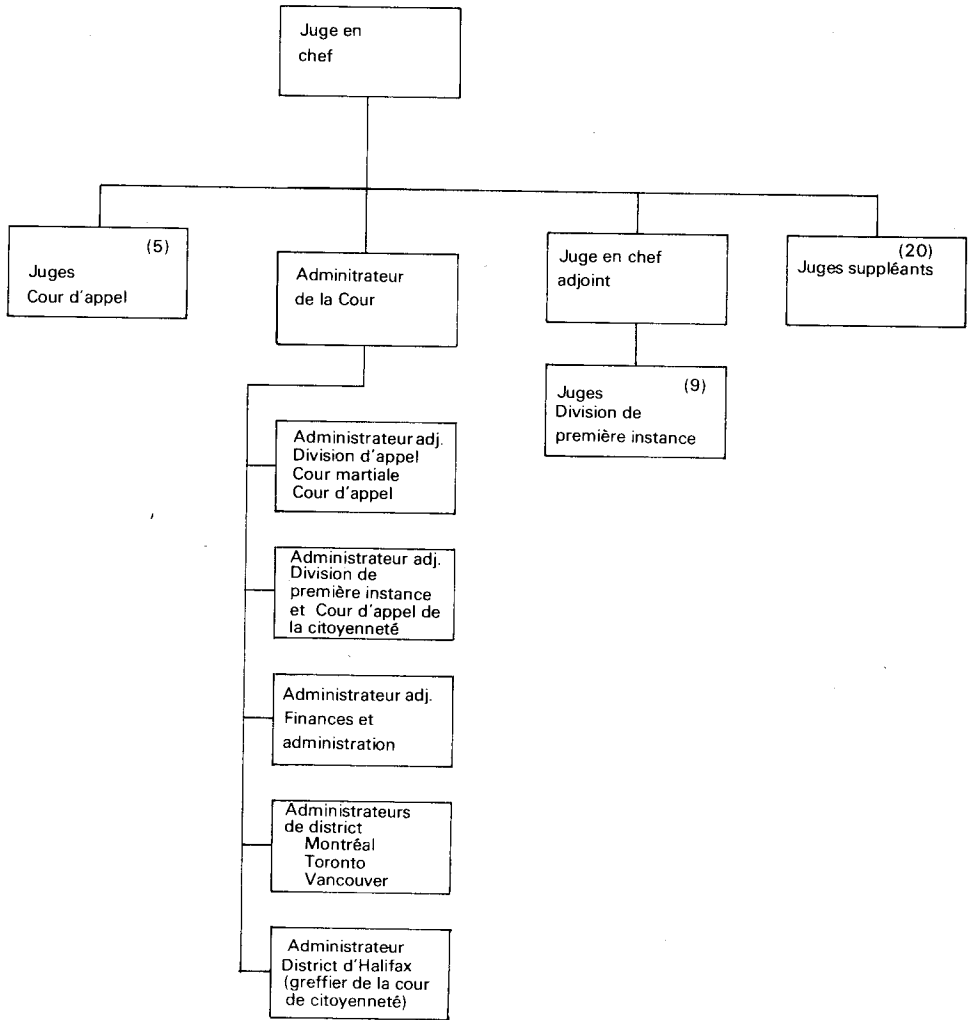 Juge en
chef
(5)
Juges
Cour d'appel
Adminitrateur
de la Cour
Juge en chef
adjoint
(20)
Juges suppléants
(9)
Juges
Division de
première instance
Administrateur adj.
Division d'appel
Cour martiale
Cour d'appel
Administrateur adj.
Division de
première instance
et Cour d'appel de
la citoyenneté
Administrateur adj.
Finances et
administration
Administrateurs
de district
Montréal
Toronto
Vancouver
Administrateur
District d'Halifax
(greffier de la cour
de citoyenneté)